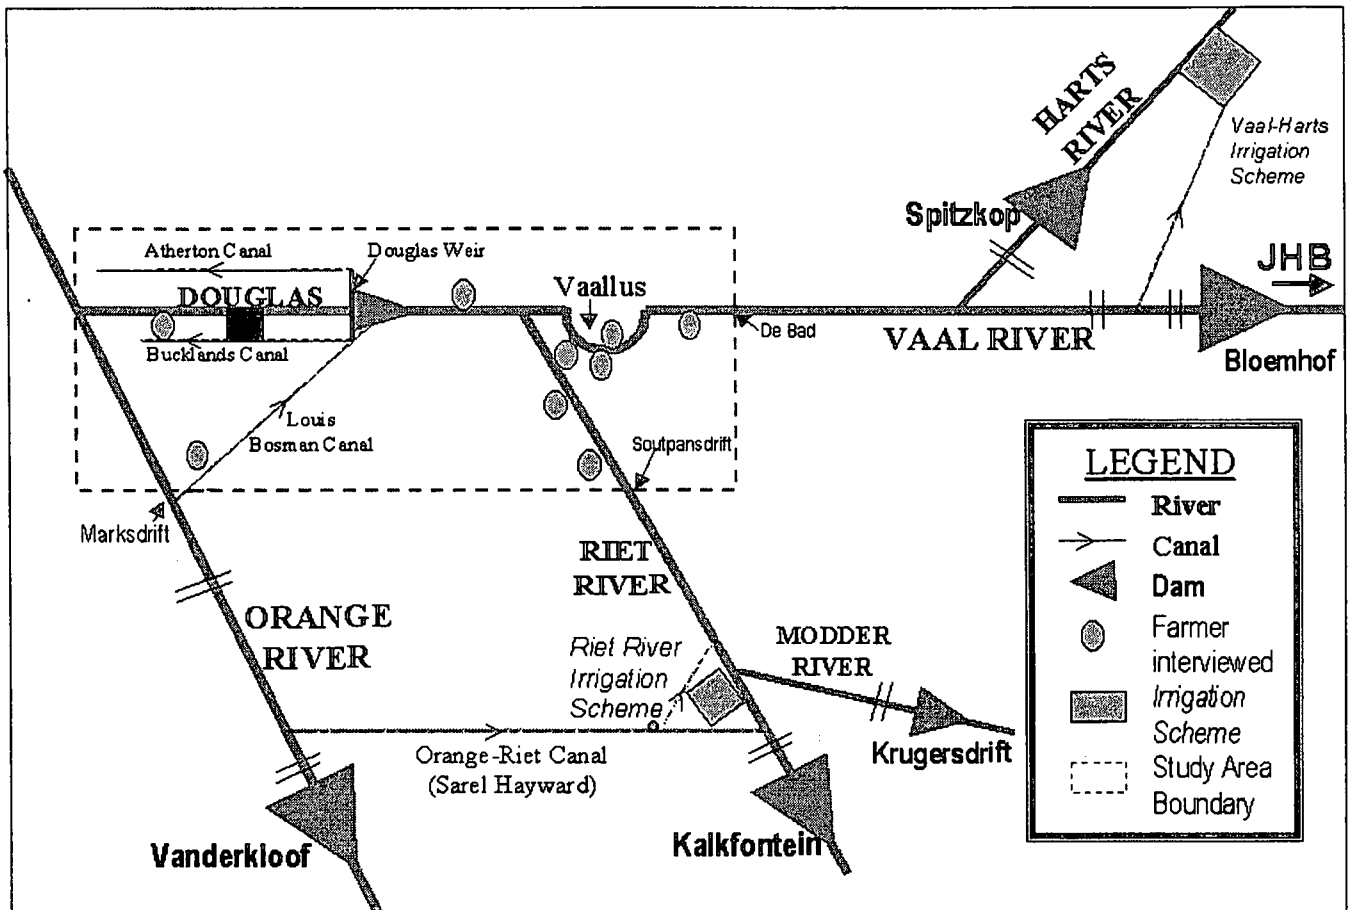 HARTS
RIVER
Vaal-Harts
Irrigation
Scheme
Spitzkop
JHB
Atherton Canal
Douglas Weir
DOUGLAS
Vaallus
De Bad
VAAL RIVER
Bloemhof
Bucklands Canal
Louis
Bosman Canal
Soutpansdrift
Marksdrift
RIET
RIVER
ORANGE
RIVER
MODDER
RIVER
Riet River
Irrigation
Scheme
Orange-Riet Canal
(Sarel Hayward)
Krugersdrift
Vanderkloof
Kalkfontein
LEGEND
River
Canal
Dam
Farmer
interviewed
Irrigation
Scheme
Study Area
Boundary